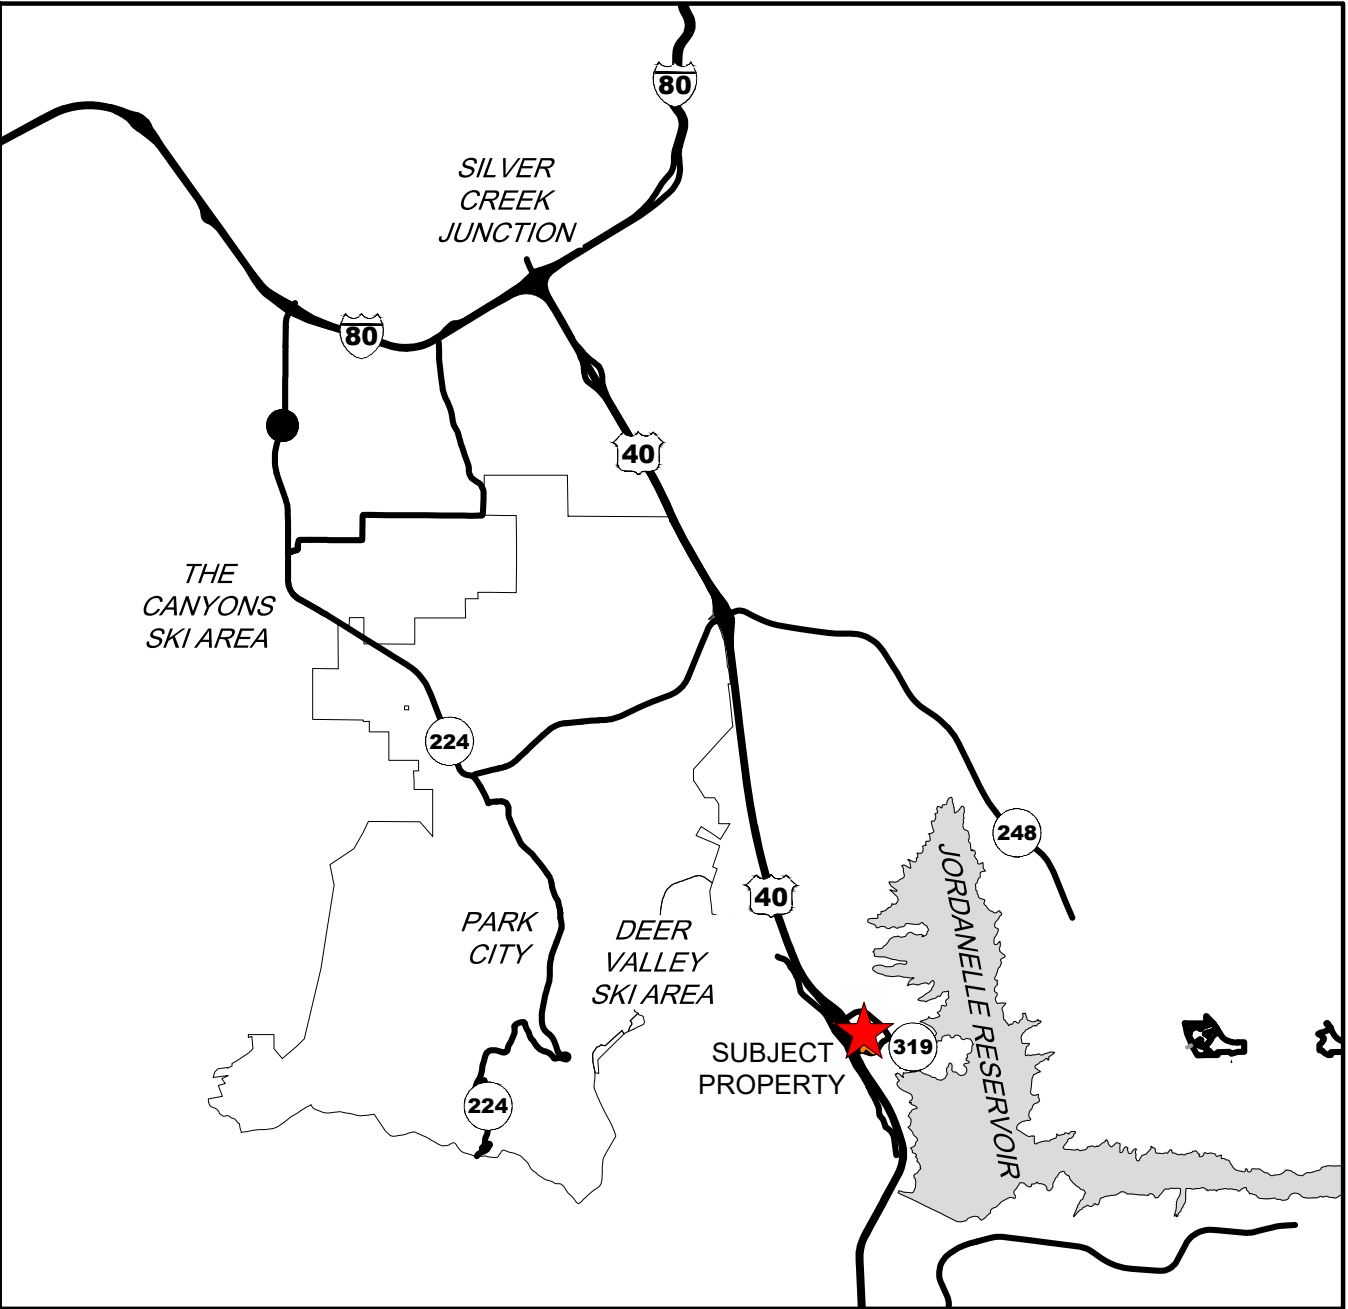 80
SILVER
CREEK
JUNCTION
80
40
THE
CANYONS
SKI AREA
224
248
JORDANELLE RESERVOIR
40
PARK
CITY
DEER
VALLEY
SKI AREA
319
SUBJECT
PROPERTY
224